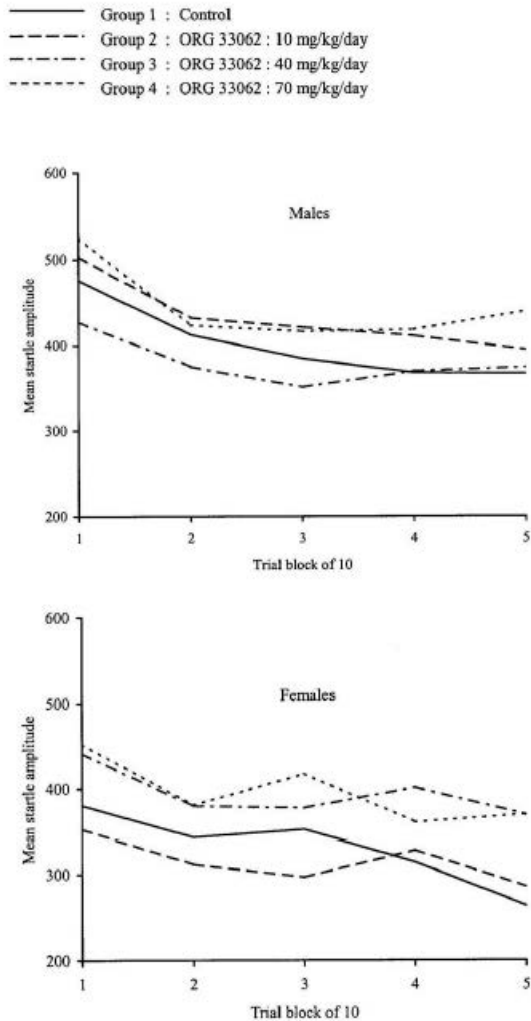 Group 1 : Control
Group 2 : ORG 33062 : 10 mg/kg/day
Group 3 : ORG 33062 : 40 mg/kg/day
Group 4 : ORG 33062 : 70 mg/kg/day
600
Males
500
400
300
200
Mean startle amplitude
1 2 3 4 5
Trial block of 10
600
Females
500
400
300
200
Mean startle amplitude
1 2 3 4 5
Trial block of 10